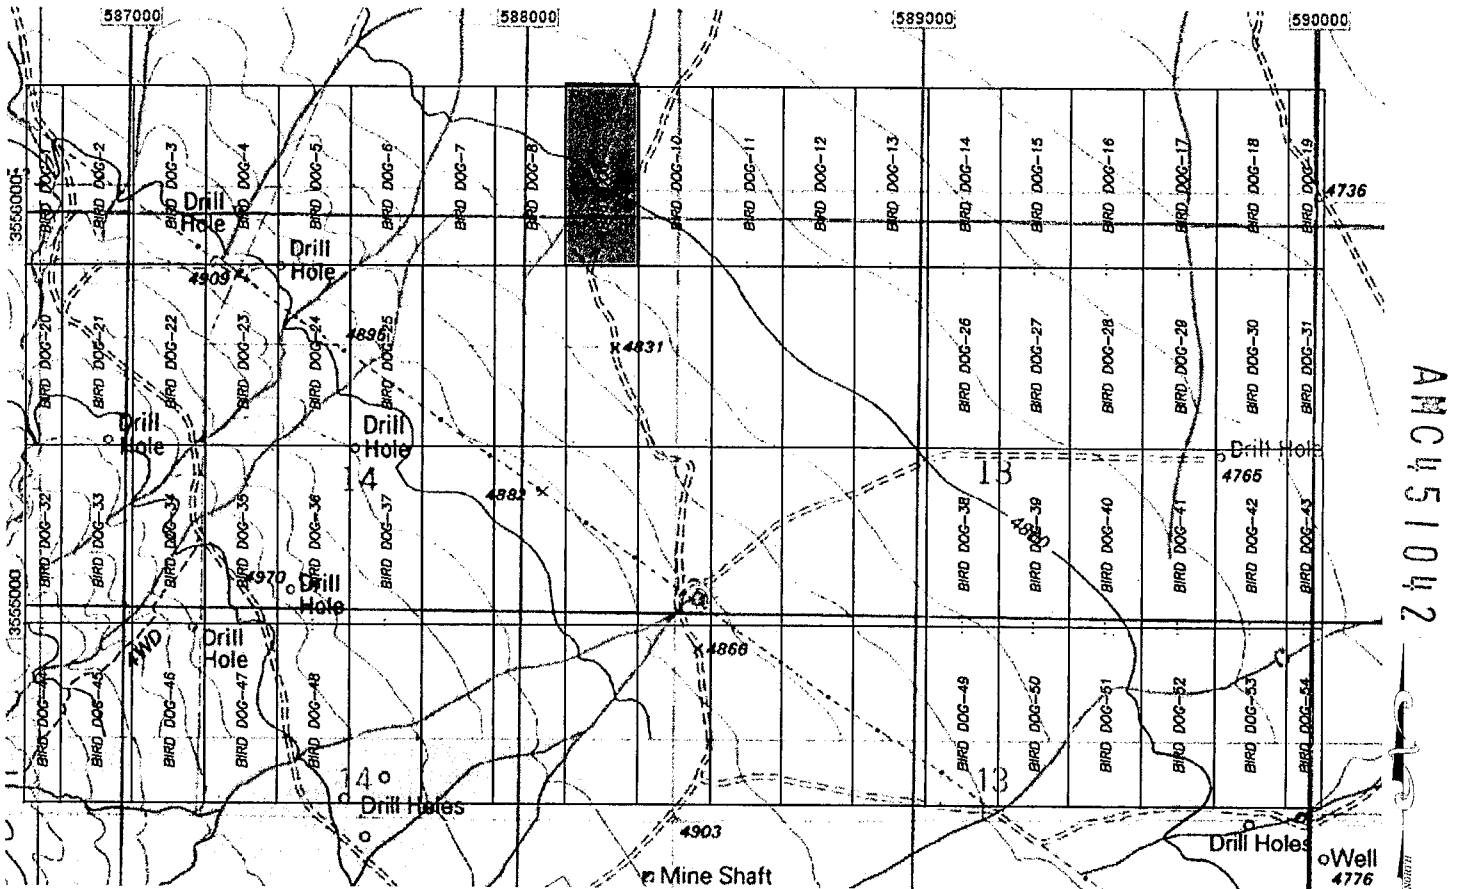 587000
588000
589000
590000
BIRD DOG-2
BIRD DOG-3
BIRD DOG-4
BIRD DOG-5
BIRD DOG-6
BIRD DOG-7
BIRD DOG-8
BIRD DOG-10
BIRD DOG-11
BIRD DOG-12
BIRD DOG-13
BIRD DOG-14
BIRD DOG-15
BIRD DOG-16
BIRD DOG-17
BIRD DOG-18
BIRD DOG-19
3556000
4736
Drill
Hole
Drill
Hole
4909
BIRD DOG-20
BIRD DOG-21
BIRD DOG-22
BIRD DOG-23
BIRD DOG-24
BIRD DOG-25
4895
4831
BIRD DOG-26
BIRD DOG-27
BIRD DOG-28
BIRD DOG-29
BIRD DOG-30
BIRD DOG-31
AMC451042
Drill
Hole
Drill
Hole
14
4882
13
Drill Hole
4765
BIRD DOG-32
BIRD DOG-33
BIRD DOG-34
BIRD DOG-35
BIRD DOG-36
BIRD DOG-37
BIRD DOG-38
BIRD DOG-39
BIRD DOG-40
BIRD DOG-41
BIRD DOG-42
BIRD DOG-43
4970
Drill
Hole
3555000
4WD
Drill
Hole
4866
BIRD DOG-45
BIRD DOG-46
BIRD DOG-47
BIRD DOG-48
BIRD DOG-49
BIRD DOG-50
BIRD DOG-51
BIRD DOG-52
BIRD DOG-53
BIRD DOG-54
14
Drill Holes
13
4903
Drill Holes
Mine Shaft
Well
4776